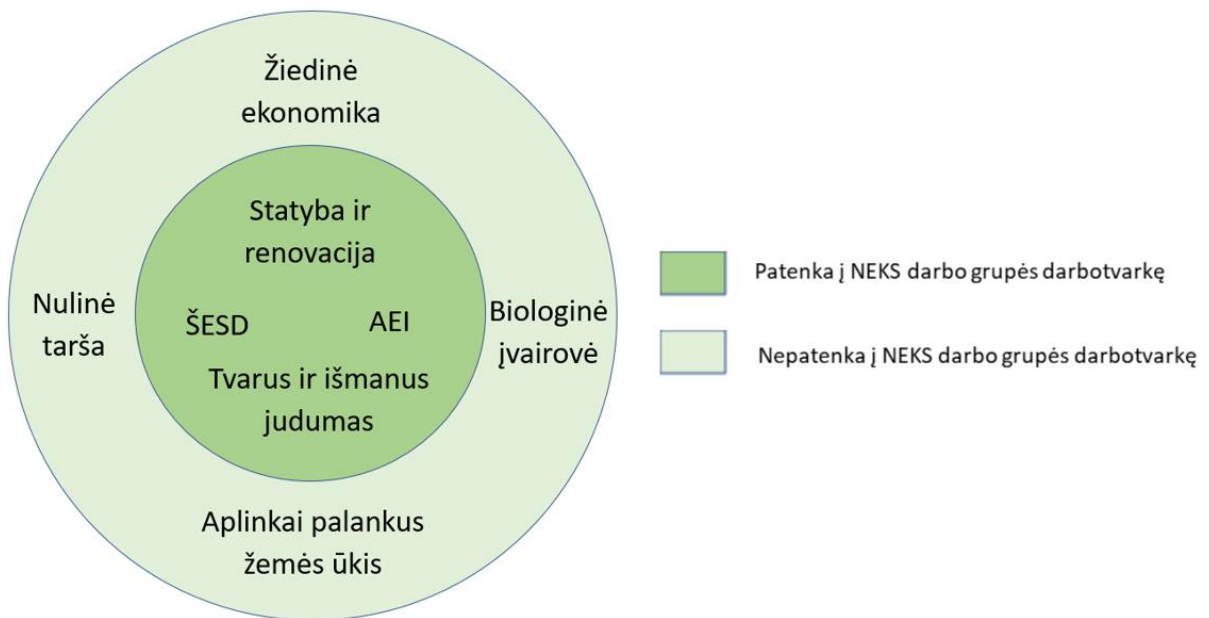 Žiedinė
ekonomika
Statyba ir
renovacija
Nulinė
tarša
ŠESD
AEI
Biologinė
įvairovė
Tvarus ir išmanus
judumas
Aplinkai palankus
žemės ūkis
Patenka į NEKS darbo grupės darbotvarkę
Nepatenka į NEKS darbo grupės darbotvarkę